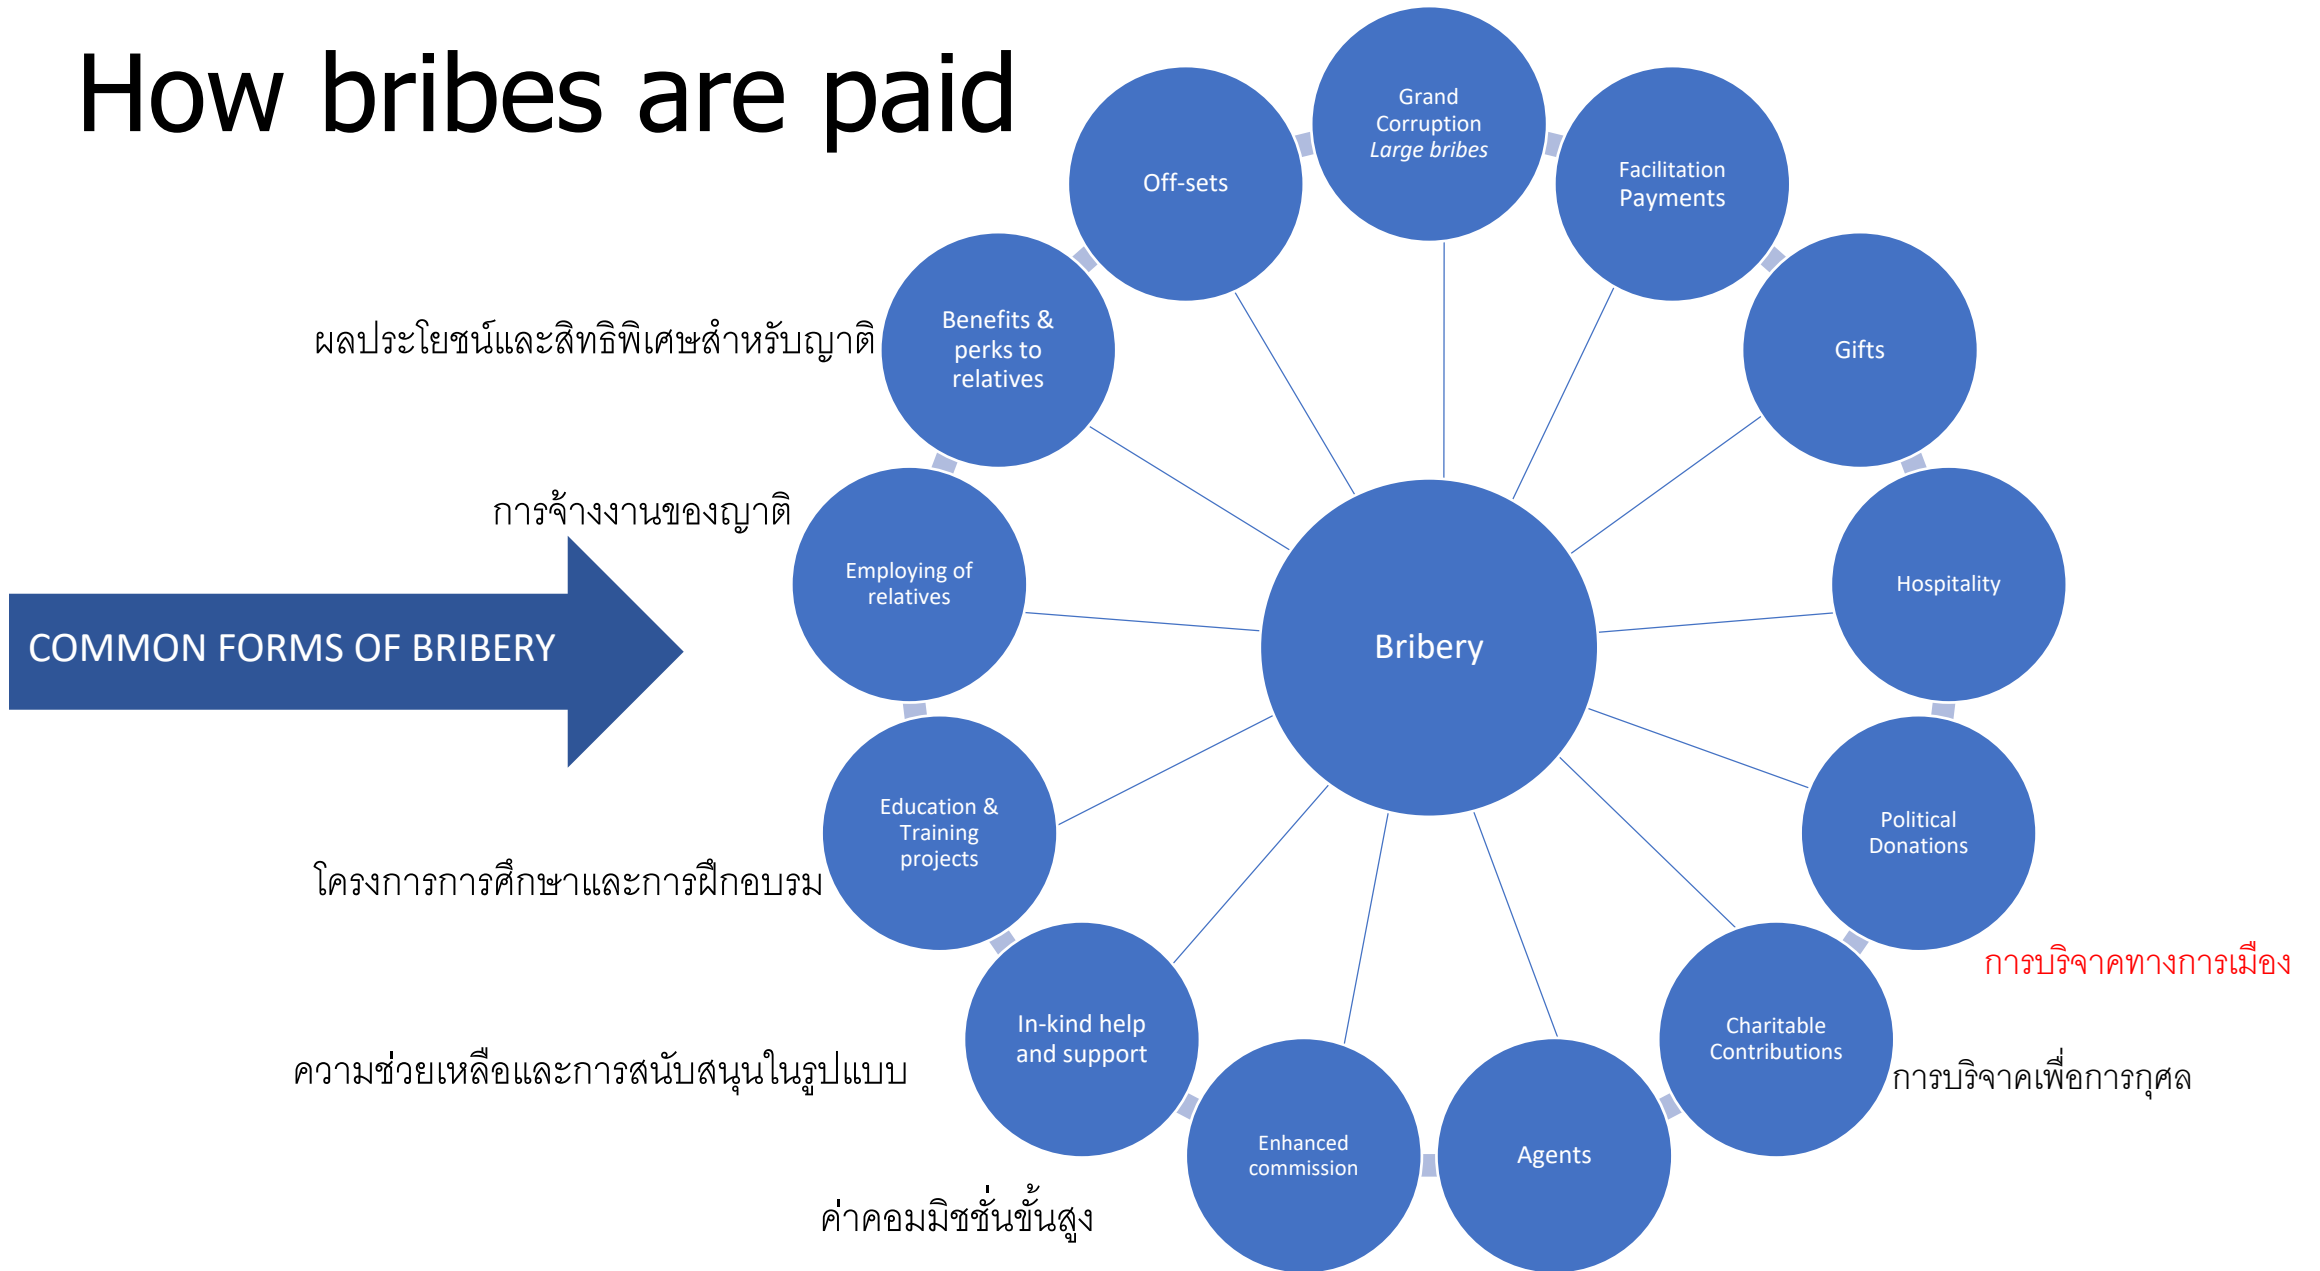 How bribes are paid
Grand
Corruption
Large bribes
Off-sets
Facilitation
Payments
Benefits &
perks to
relatives
ผลประโยชน์และสิทธิพิเศษสำหรับญาติ
Gifts
การจ้างงานของญาติ
Employing of
relatives
Hospitality
COMMON FORMS OF BRIBERY
Bribery
Education &
Training
projects
โครงการการศึกษาและการฝึกอบรม
Political
Donations
การบริจาคทางการเมือง
In-kind help
and support
ความช่วยเหลือและการสนับสนุนในรูปแบบ
Charitable
Contributions
การบริจาคเพื่อการกุศล
Enhanced
commission
ค่าคอมมิชชั่นขั้นสูง
Agents